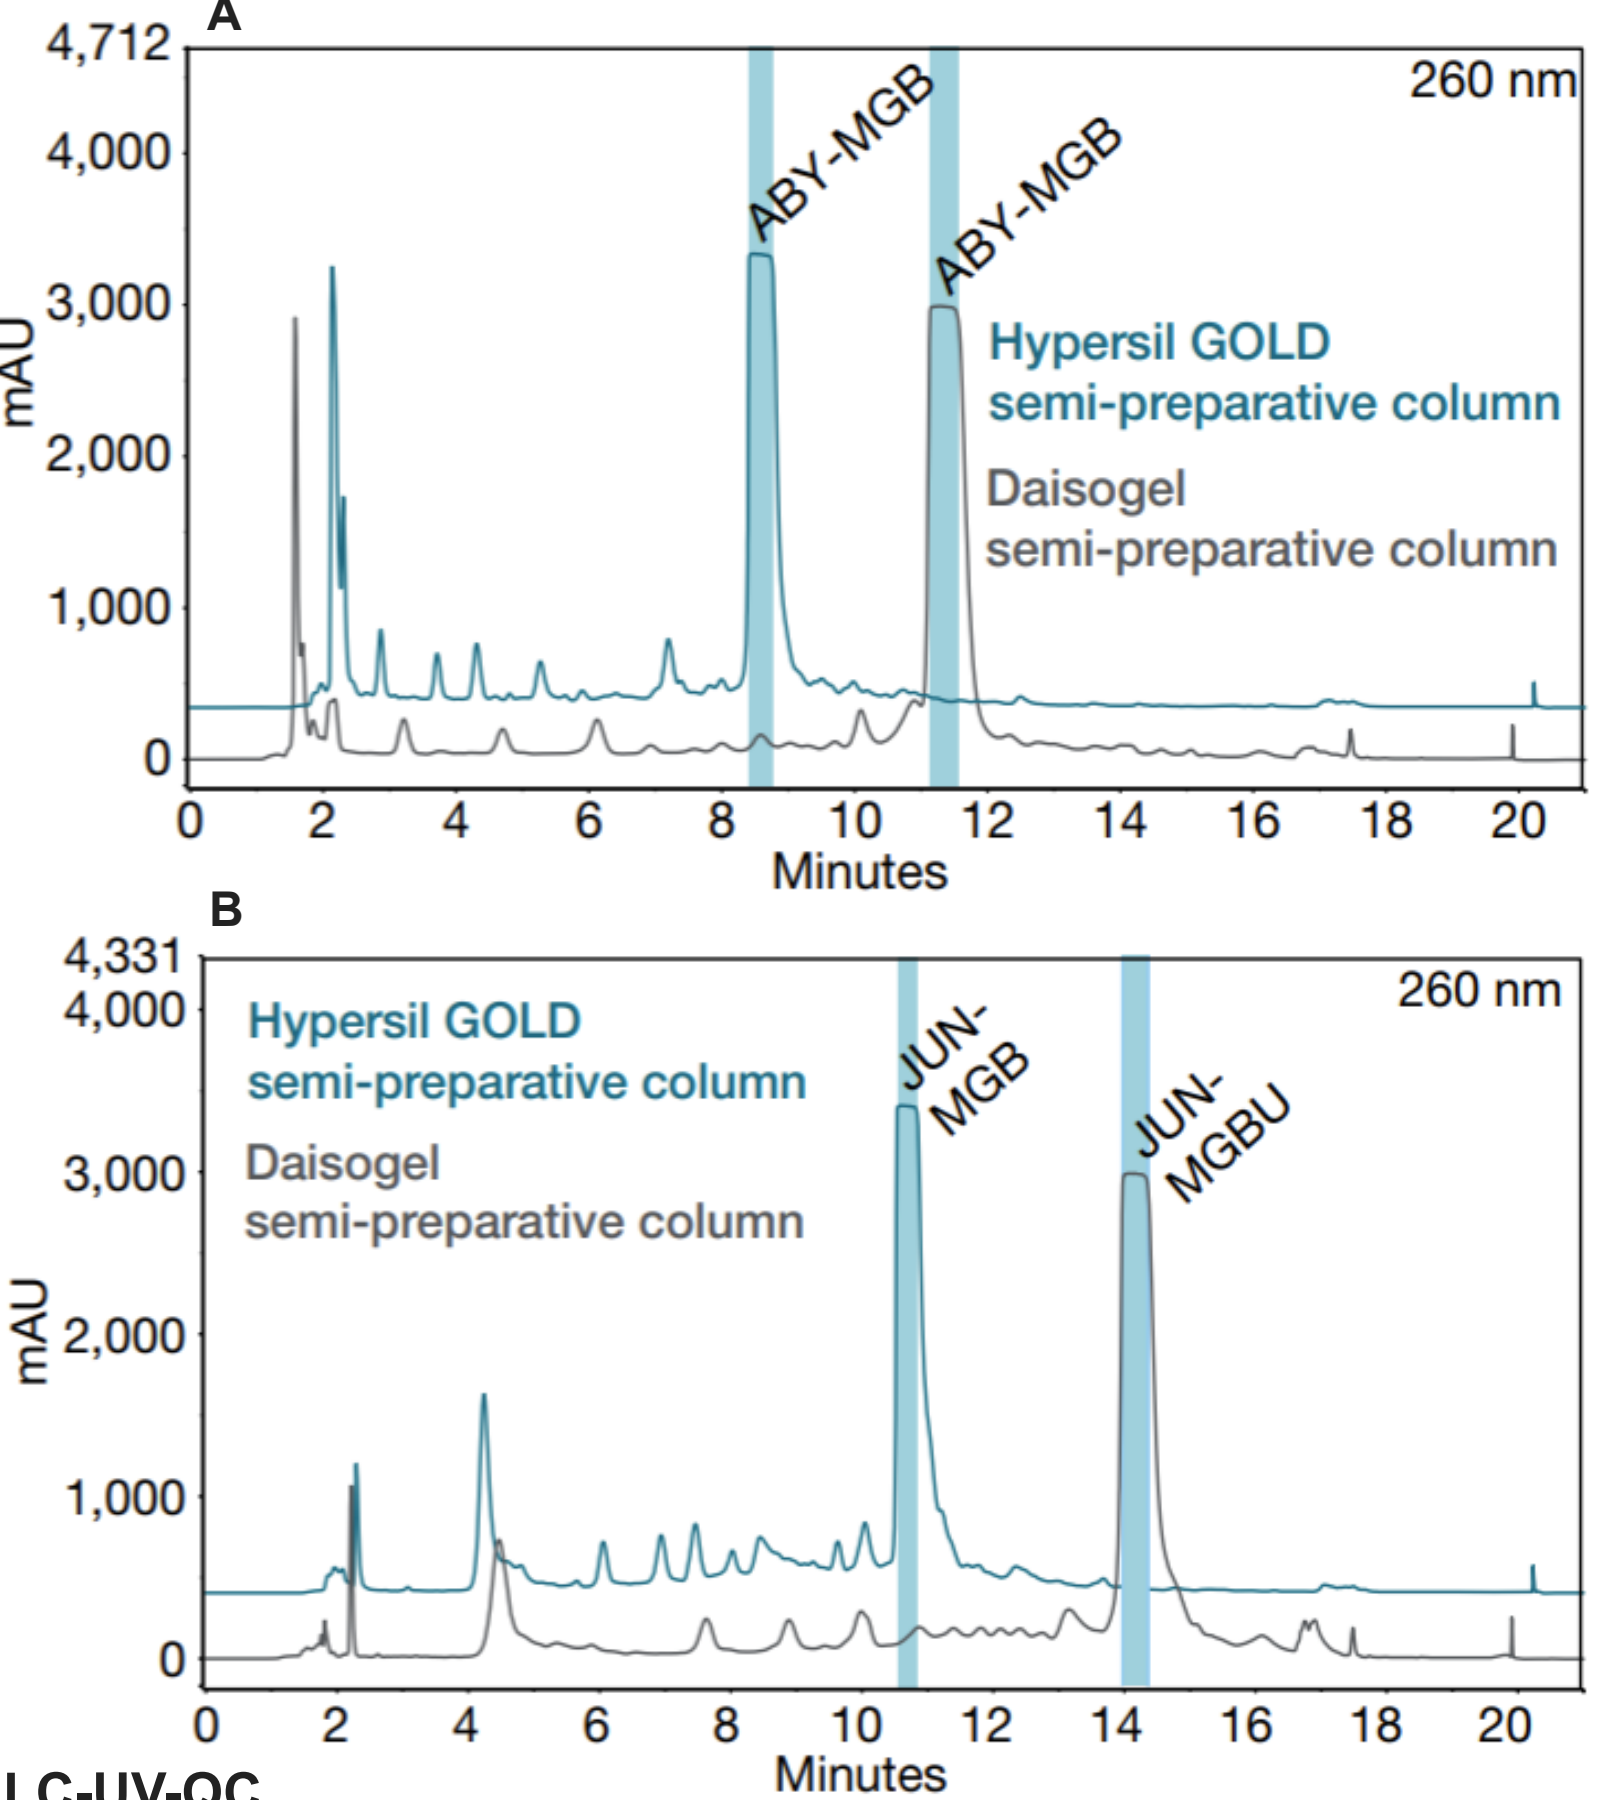 A
4,712
4,000
3,000
2,000
1,000
0
mAU
260 nm
ABY-MGB
ABY-MGB
Hypersil GOLD
semi-preparative column
Daisogel
semi-preparative column
0 2 4 6 8 10 12 14 16 18 20
Minutes
B
4,331
4,000
3,000
2,000
1,000
0
mAU
260 nm
Hypersil GOLD
semi-preparative column
Daisogel
semi-preparative column
JUN-
MGB
JUN-
MGBU
0 2 4 6 8 10 12 14 16 18 20
Minutes
LC-UV-QC